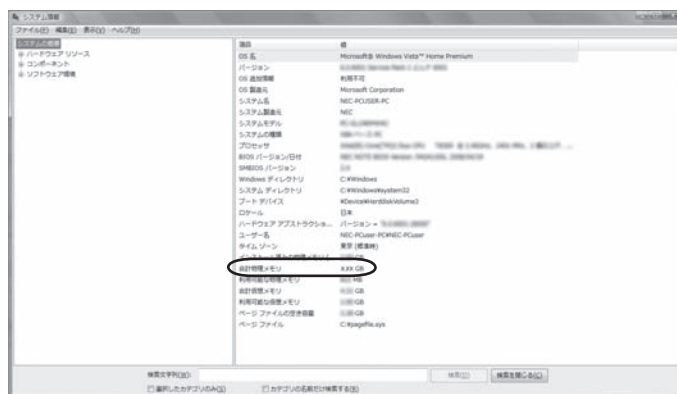 システム情報
ファイル(F) 編集(E) 表示(V) ヘルプ(H)
システムの概要
ハードウェア リソース
コンポーネント
ソフトウェア環境
項目 値
OS 名 Microsoft® Windows Vista™ Home Premium
バージョン
OS 追加情報 利用不可
OS 製造元 Microsoft Corporation
システム名 NEC-PCUSER-PC
システム製造元 NEC
システムモデル
システムの種類
プロセッサ
BIOS バージョン/日付
SMBIOS バージョン
Windows ディレクトリ C:¥Windows
システム ディレクトリ C:¥Windows¥system32
ブート デバイス ¥Device¥HarddiskVolume3
ロケール 日本
ハードウェア アブストラクショ... バージョン =
ユーザー名 NEC-PCuser-PC¥NEC-PCuser
タイム ゾーン 東京 (標準時)
GB
合計物理メモリ X.XX GB
利用可能な物理メモリ MB
合計仮想メモリ GB
利用可能な仮想メモリ GB
ページ ファイルの空き容量 GB
ページ ファイル C:¥pagefile.sys
検索文字列(W): 検索(D) 検索を閉じる(C)
選択したカテゴリのみ(S) カテゴリの名前だけ検索する(R)